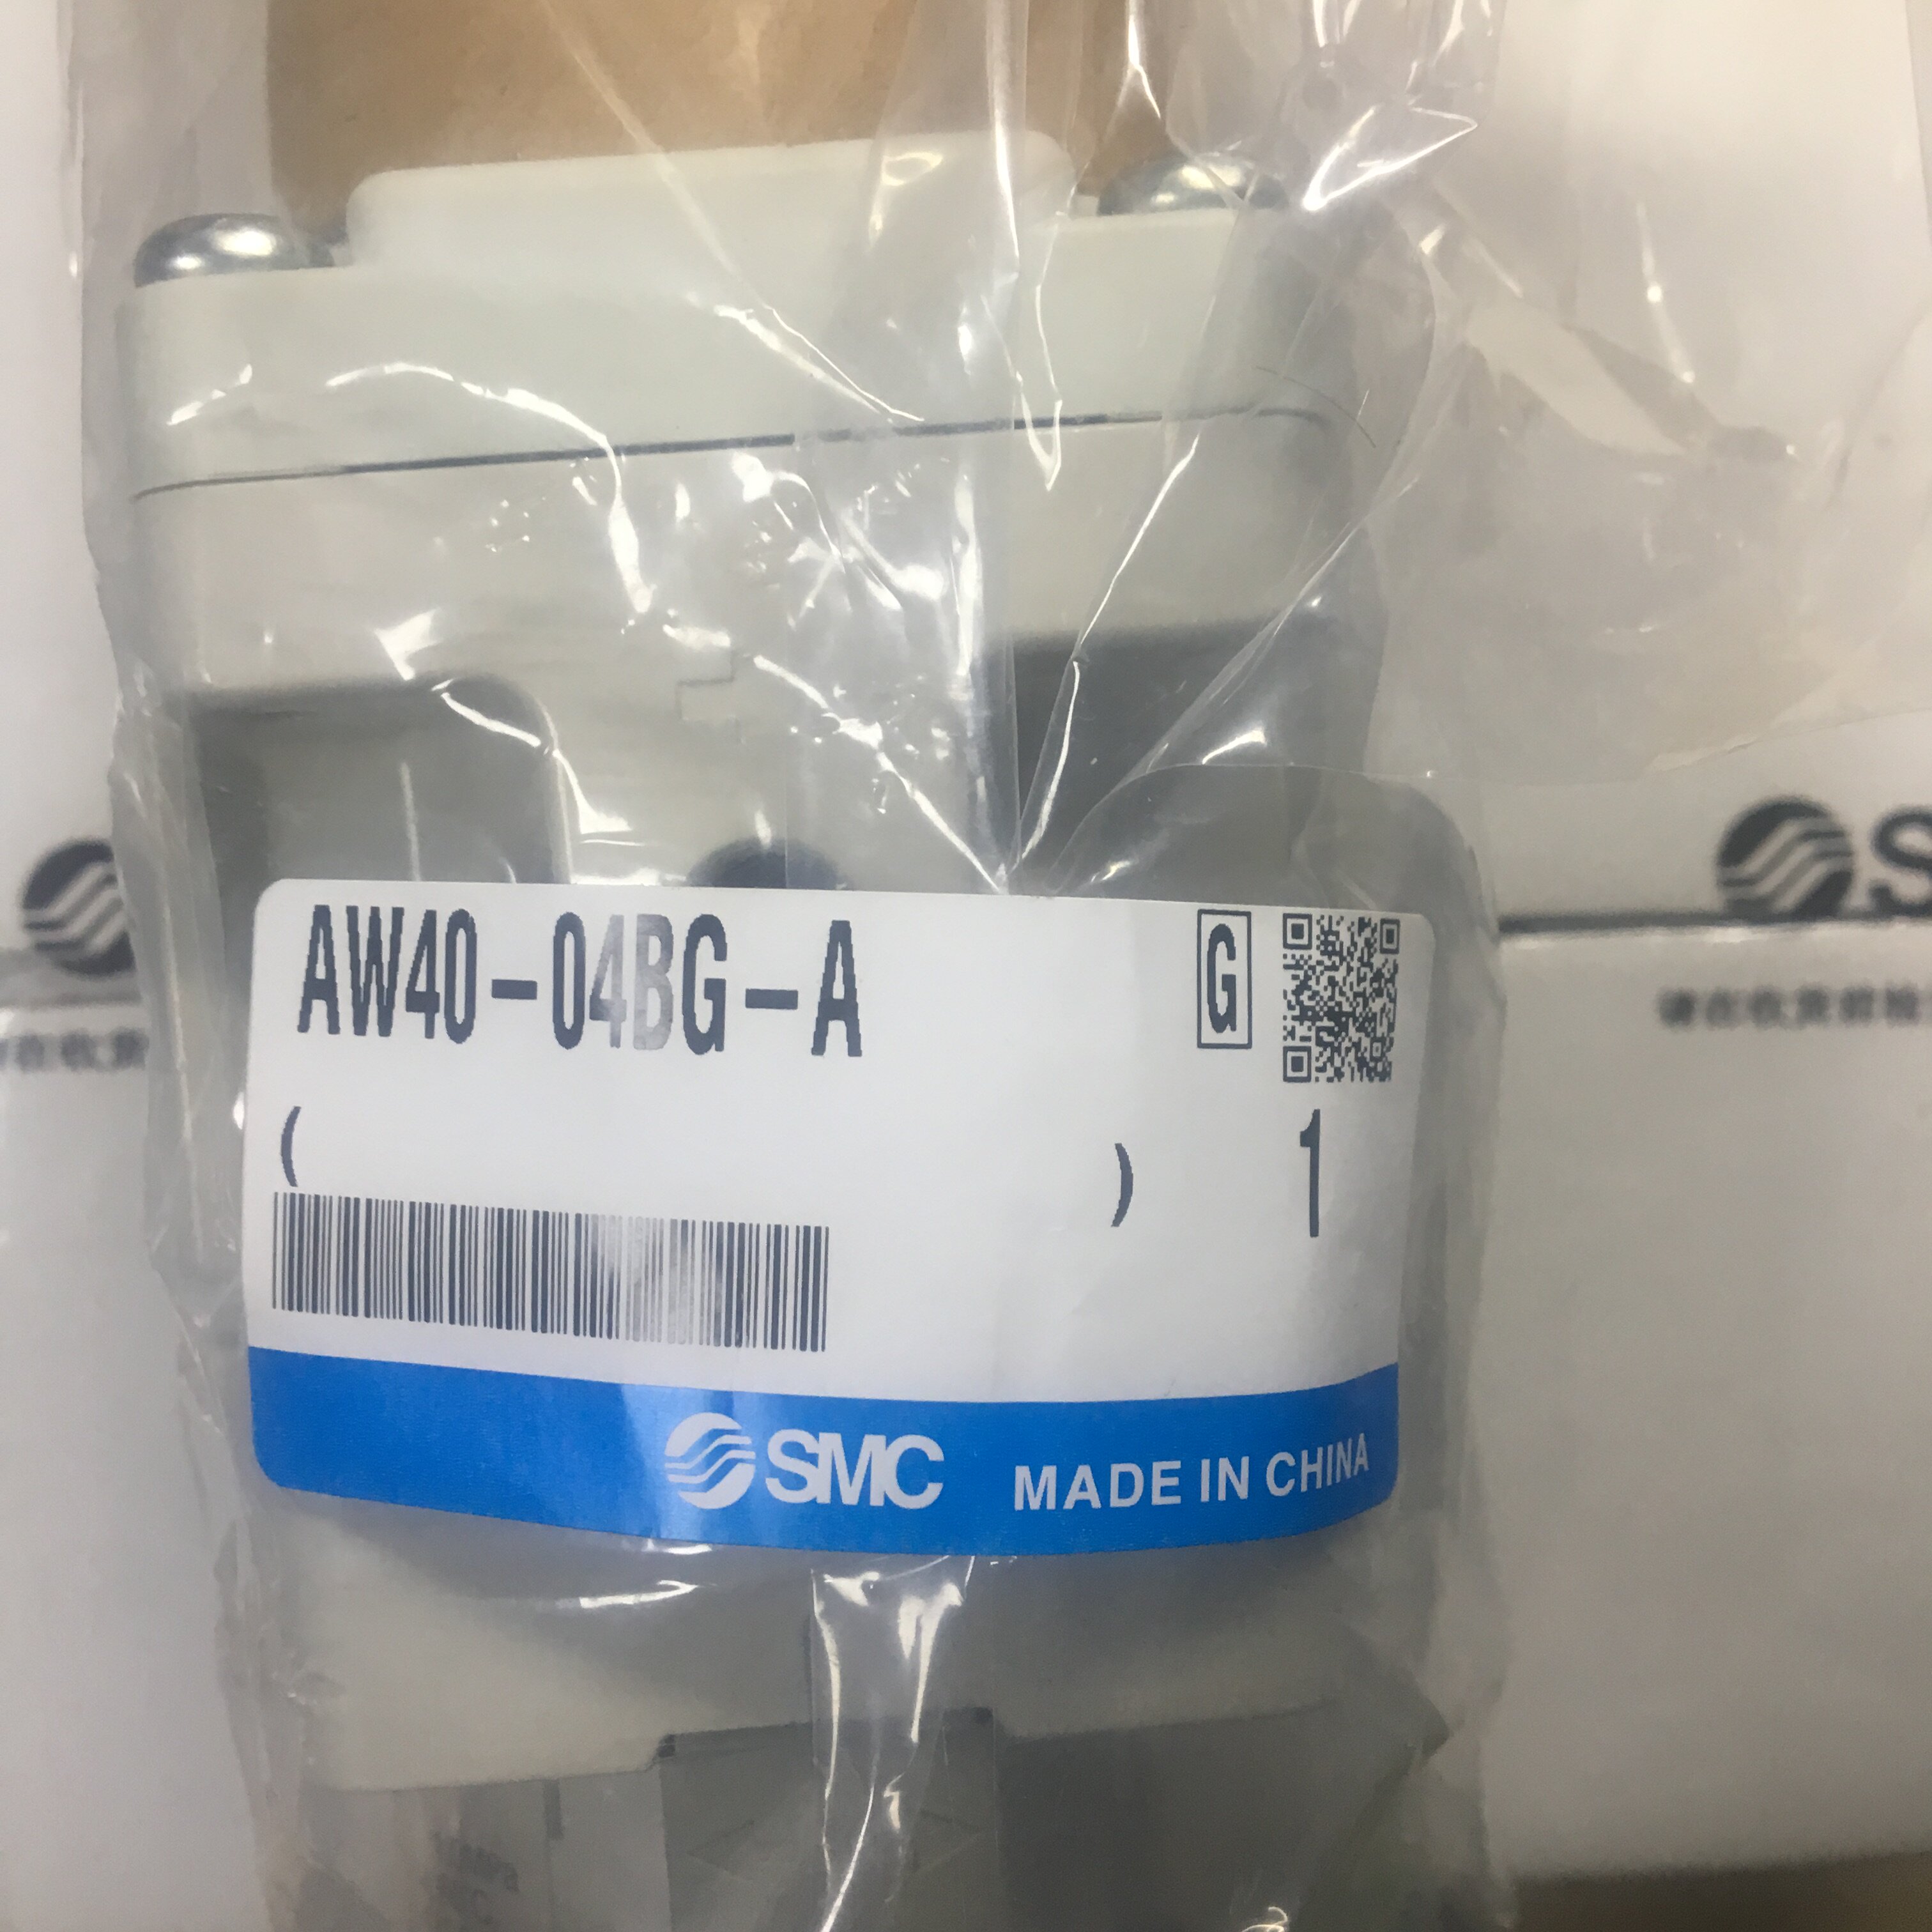 AW40-04BG-A G
( ) 1
SMC MADE IN CHINA
S